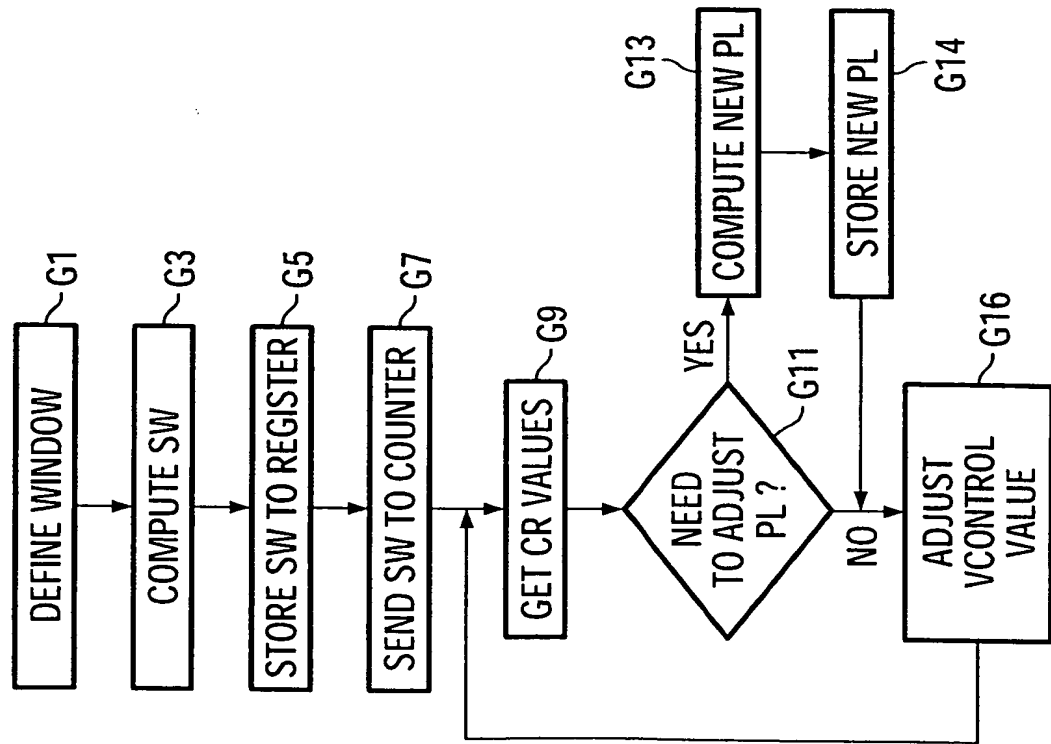 DEFINE WINDOW
G1
COMPUTE SW
G3
STORE SW TO REGISTER
G5
SEND SW TO COUNTER
G7
GET CR VALUES
G9
NEED
TO ADJUST
PL ?
G11
YES
COMPUTE NEW PL
G13
STORE NEW PL
G14
NO
ADJUST
VCONTROL
VALUE
G16